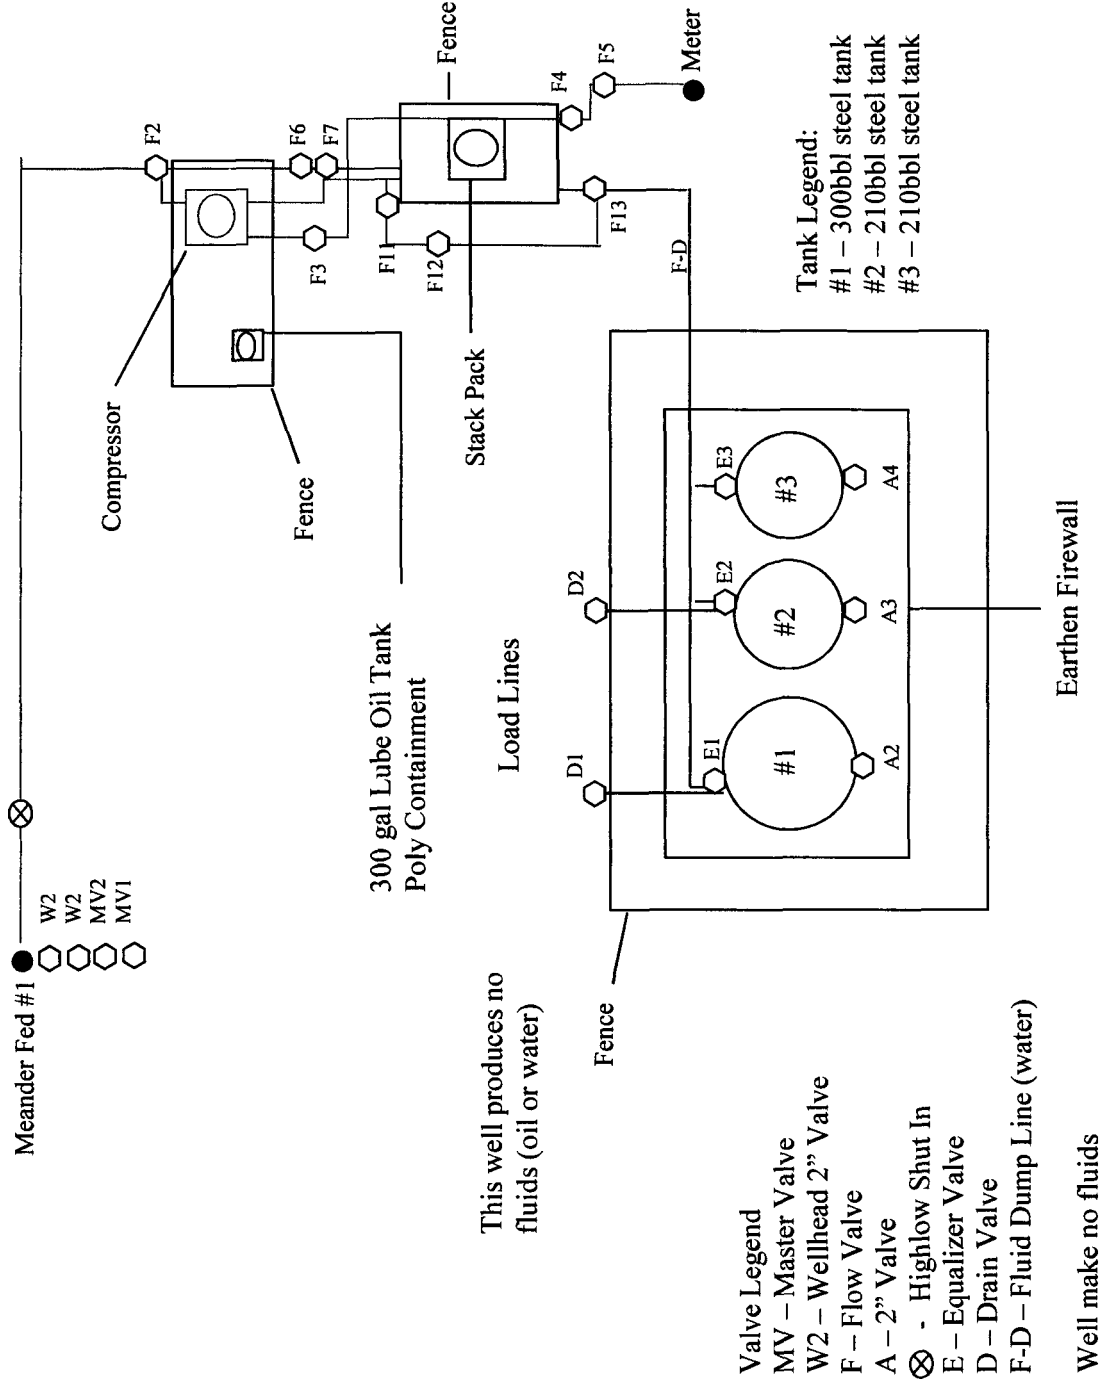 Meander Fed #1
W2
W2
MV2
MV1
F2
F6
F7
F3
F11
F12
F4
F5
F13
F-D
Meter
Fence
Compressor
Fence
Stack Pack
300 gal Lube Oil Tank
Poly Containment
This well produces no
fluids (oil or water)
Load Lines
D1
D2
Fence
E1
E2
E3
#1
#2
#3
A2
A3
A4
Earthen Firewall
Tank Legend:
#1 – 300bbl steel tank
#2 – 210bbl steel tank
#3 – 210bbl steel tank
Valve Legend
MV – Master Valve
W2 – Wellhead 2” Valve
F – Flow Valve
A – 2” Valve
⊗ - Highlow Shut In
E – Equalizer Valve
D – Drain Valve
F-D – Fluid Dump Line (water)
Well make no fluids